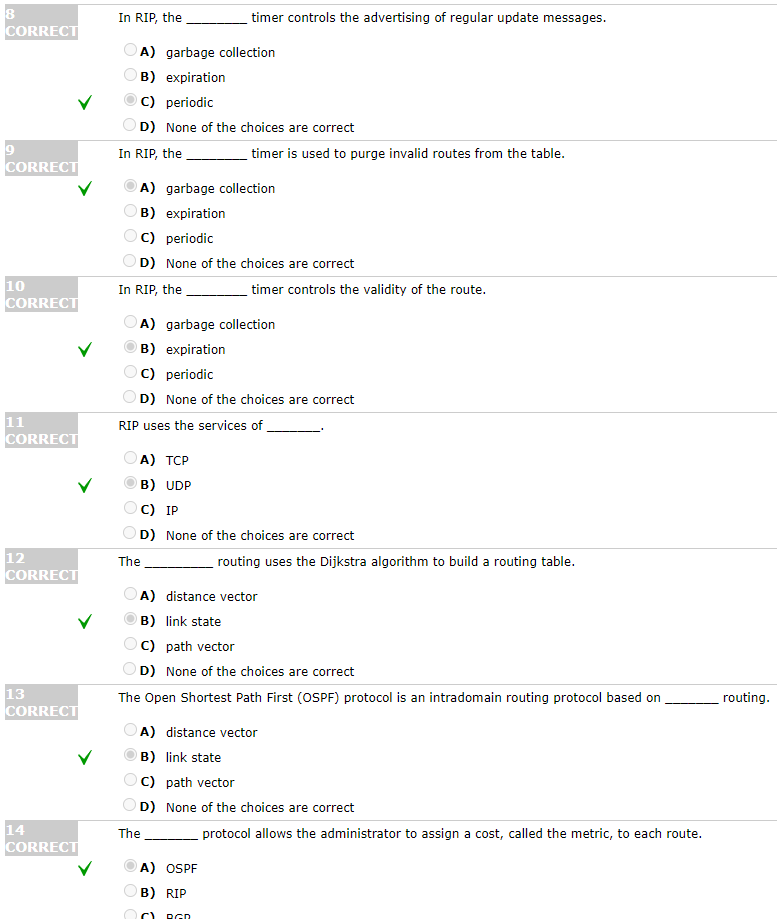 8
CORRECT
In RIP, the ________ timer controls the advertising of regular update messages.
A) garbage collection
B) expiration
C) periodic
D) None of the choices are correct
9
CORRECT
In RIP, the ________ timer is used to purge invalid routes from the table.
A) garbage collection
B) expiration
C) periodic
D) None of the choices are correct
10
CORRECT
In RIP, the ________ timer controls the validity of the route.
A) garbage collection
B) expiration
C) periodic
D) None of the choices are correct
11
CORRECT
RIP uses the services of _______.
A) TCP
B) UDP
C) IP
D) None of the choices are correct
12
CORRECT
The _________ routing uses the Dijkstra algorithm to build a routing table.
A) distance vector
B) link state
C) path vector
D) None of the choices are correct
13
CORRECT
The Open Shortest Path First (OSPF) protocol is an intradomain routing protocol based on _______ routing.
A) distance vector
B) link state
C) path vector
D) None of the choices are correct
14
CORRECT
The _______ protocol allows the administrator to assign a cost, called the metric, to each route.
A) OSPF
B) RIP
C) BGP